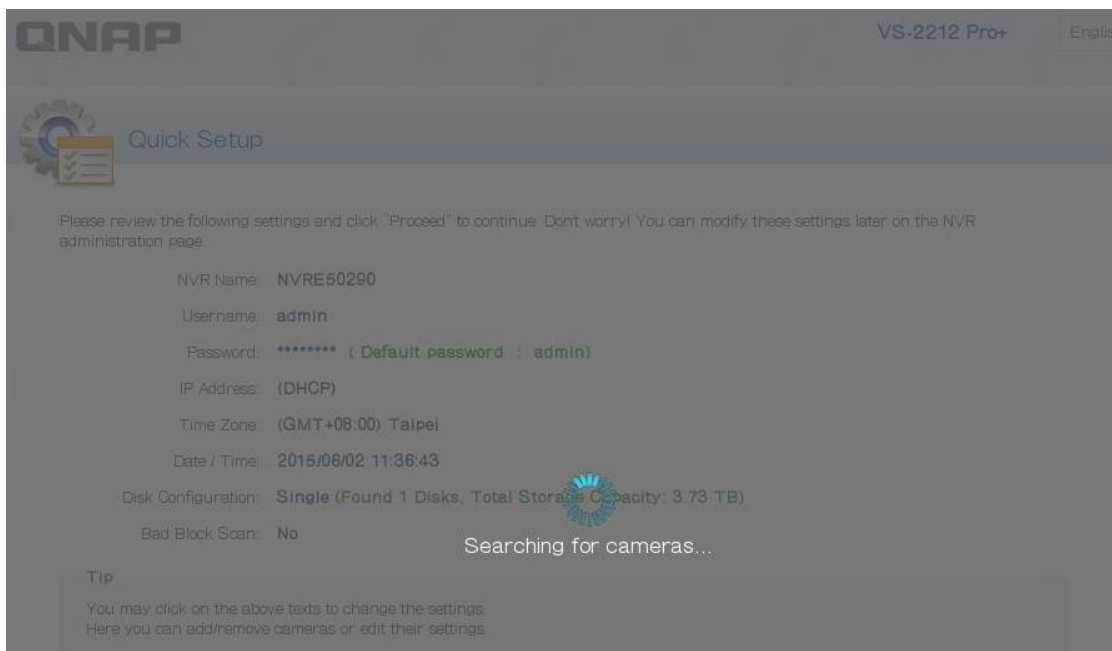 QNAP
VS-2212 Pro+
Quick Setup
Please review the following settings and click "Proceed" to continue. Don't worry! You can modify these settings later on the NVR
administration page.
NVR Name: NVRE50290
Username: admin
Password: ******** ( Default password : admin)
IP Address: (DHCP)
Time Zone: (GMT+08:00) Taipei
Date / Time: 2015/06/02 11:36:43
Disk Configuration: Single (Found 1 Disks, Total Storage Capacity: 3.73 TB)
Bad Block Scan: No
Searching for cameras...
Tip
You may click on the above texts to change the settings.
Here you can add/remove cameras or edit their settings.